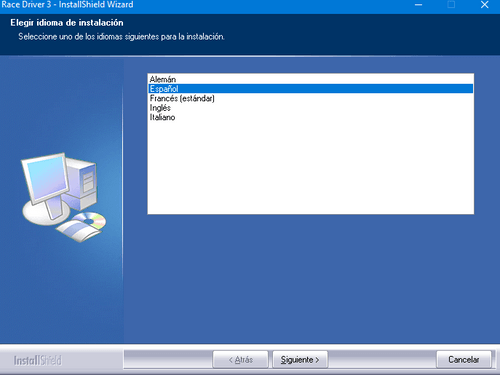 Race Driver 3 - InstallShield Wizard
Elegir idioma de instalación
Seleccione uno de los idiomas siguientes para la instalación.
Alemán
Español
Francés (estándar)
Inglés
Italiano
InstallShield
< Atrás
Siguiente >
Cancelar